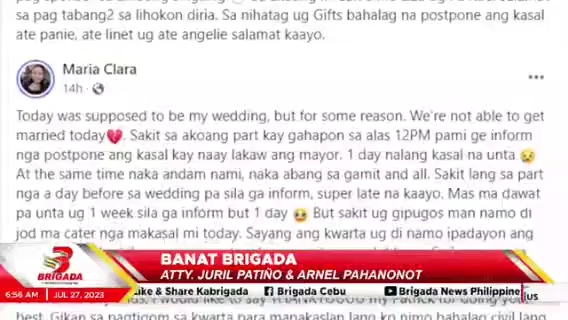 sa pag tabang2 sa lihokon diria. Sa nihatag ug Gifts bahalag na postpone ang kasal
ate panie, ate linet ug ate angelie salamat kaayo.
Maria Clara
14h
Today was supposed to be my wedding, but for some reason. We're not able to get
married today💔. Sakit sa akoang part kay gahapon sa alas 12PM pami ge inform
nga postpone ang kasal kay naay lakaw ang mayor. 1 day nalang kasal na unta 😢
At the same time naka andam nami, naka abang sa gamit and all. Sakit lang sa part
nga a day before sa wedding pa sila ga inform, super late na kaayo. Mas ma dawat
pa unta ug 1 week sila ga inform but 1 day 🥹 But sakit ug gipugos man namo di
jod ma cater nga makasal mi today. Sayang ang kwarta ug di namo ipadayon ang
BANAT BRIGADA
ATTY. JURIL PATIÑO & ARNEL PAHANONOT
BRIGADA
6:56 AM JUL 27, 2023
Like & Share Kabrigada
Brigada Cebu
Brigada News Philippines
best. Gikan sa pagtigom sa kwarta para manakaslan lang ko nimo bahalag civil lang